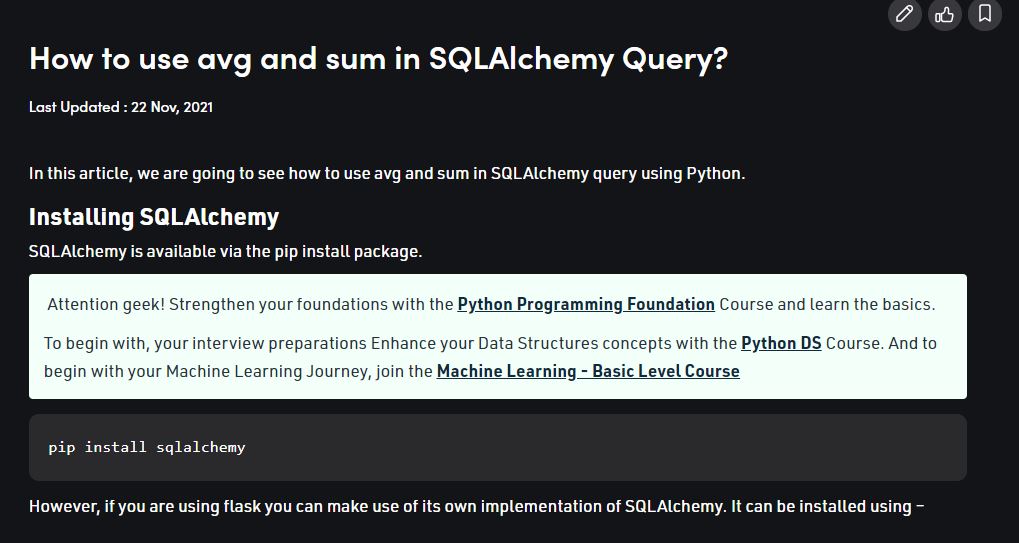 How to use avg and sum in SQLAlchemy Query?
Last Updated : 22 Nov, 2021
In this article, we are going to see how to use avg and sum in SQLAlchemy query using Python.
Installing SQLAlchemy
SQLAlchemy is available via the pip install package.
Attention geek! Strengthen your foundations with the Python Programming Foundation Course and learn the basics.
To begin with, your interview preparations Enhance your Data Structures concepts with the Python DS Course. And to
begin with your Machine Learning Journey, join the Machine Learning - Basic Level Course
pip install sqlalchemy
However, if you are using flask you can make use of its own implementation of SQLAlchemy. It can be installed using –